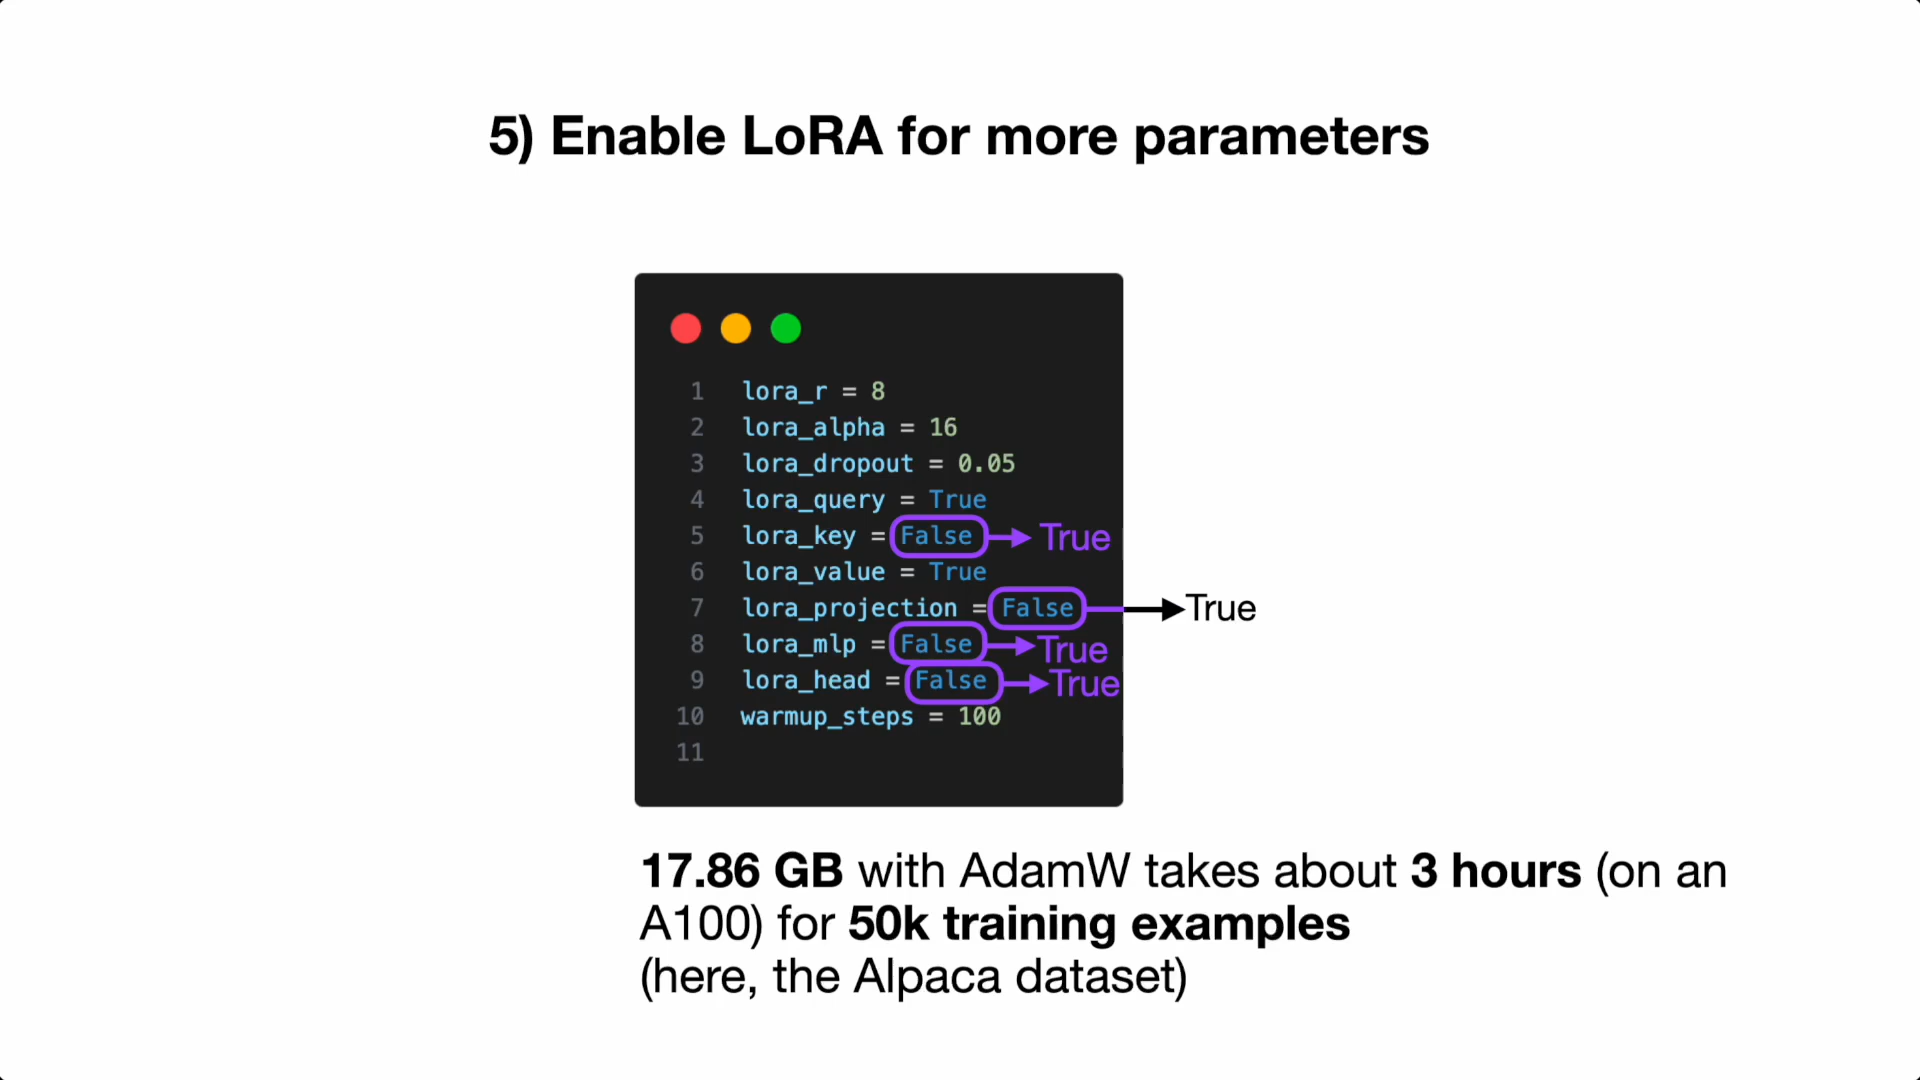 5) Enable LoRA for more parameters
1 lora_r = 8
2 lora_alpha = 16
3 lora_dropout = 0.05
4 lora_query = True
5 lora_key = False True
6 lora_value = True
7 lora_projection = False True
8 lora_mlp = False True
9 lora_head = False True
10 warmup_steps = 100
11
17.86 GB with AdamW takes about 3 hours (on an
A100) for 50k training examples
(here, the Alpaca dataset)